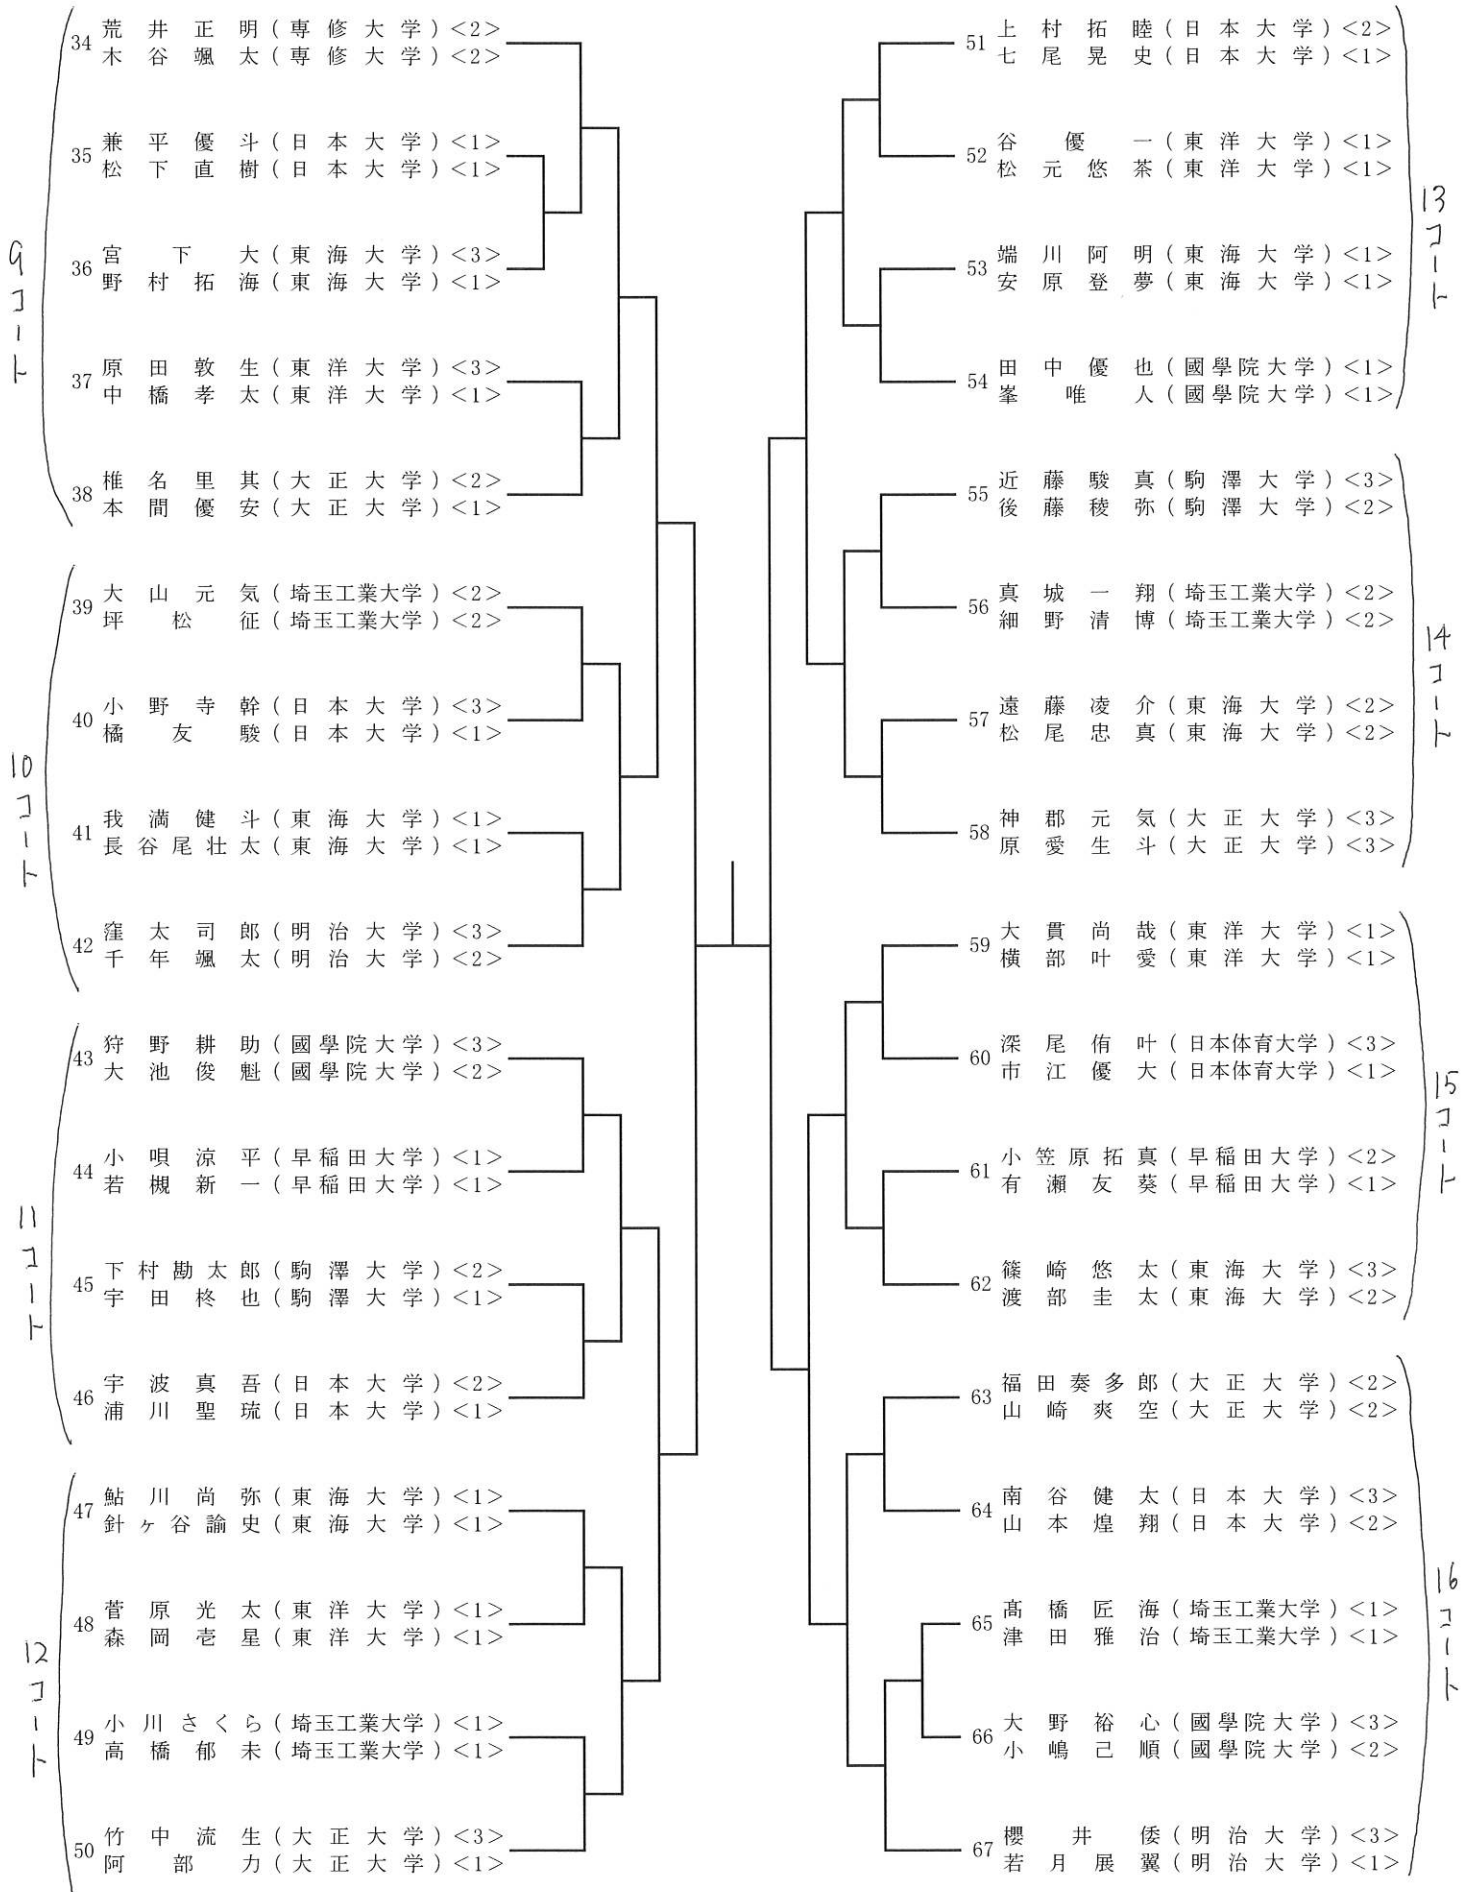 9コート
34 荒井正明(専修大学)<2>
木谷颯太(専修大学)<2>
35 兼平優斗(日本大学)<1>
松下直樹(日本大学)<1>
36 宮下大(東海大学)<3>
野村拓海(東海大学)<1>
37 原田敦生(東洋大学)<3>
中橋孝太(東洋大学)<1>
38 椎名里其(大正大学)<2>
本間優安(大正大学)<1>
10コート
39 大山元気(埼玉工業大学)<2>
坪松征(埼玉工業大学)<2>
40 小野寺幹(日本大学)<3>
橘友駿(日本大学)<1>
41 我満健斗(東海大学)<1>
長谷尾壮太(東海大学)<1>
42 窪太司郎(明治大学)<3>
千年颯太(明治大学)<2>
11コート
43 狩野耕助(國學院大学)<3>
大池俊魁(國學院大学)<2>
44 小唄涼平(早稲田大学)<1>
若槻新一(早稲田大学)<1>
45 下村勘太郎(駒澤大学)<2>
宇田柊也(駒澤大学)<1>
46 宇波真吾(日本大学)<2>
浦川聖琉(日本大学)<1>
12コート
47 鮎川尚弥(東海大学)<1>
針ヶ谷諭史(東海大学)<1>
48 菅原光太(東洋大学)<1>
森岡壱星(東洋大学)<1>
49 小川さくら(埼玉工業大学)<1>
高橋郁未(埼玉工業大学)<1>
50 竹中流生(大正大学)<3>
阿部力(大正大学)<1>
13コート
51 上村拓睦(日本大学)<2>
七尾晃史(日本大学)<1>
52 谷優一(東洋大学)<1>
松元悠茶(東洋大学)<1>
53 端川阿明(東海大学)<1>
安原登夢(東海大学)<1>
54 田中優也(國學院大学)<1>
峯唯人(國學院大学)<1>
14コート
55 近藤駿真(駒澤大学)<3>
後藤稜弥(駒澤大学)<2>
56 真城一翔(埼玉工業大学)<2>
細野清博(埼玉工業大学)<2>
57 遠藤凌介(東海大学)<2>
松尾忠真(東海大学)<2>
58 神郡元気(大正大学)<3>
原愛生斗(大正大学)<3>
15コート
59 大貫尚哉(東洋大学)<1>
横部叶愛(東洋大学)<1>
60 深尾侑叶(日本体育大学)<3>
市江優大(日本体育大学)<1>
61 小笠原拓真(早稲田大学)<2>
有瀬友葵(早稲田大学)<1>
62 篠崎悠太(東海大学)<3>
渡部圭太(東海大学)<2>
16コート
63 福田奏多郎(大正大学)<2>
山崎爽空(大正大学)<2>
64 南谷健太(日本大学)<3>
山本煌翔(日本大学)<2>
65 髙橋匠海(埼玉工業大学)<1>
津田雅治(埼玉工業大学)<1>
66 大野裕心(國學院大学)<3>
小嶋己順(國學院大学)<2>
67 櫻井倭(明治大学)<3>
若月展翼(明治大学)<1>